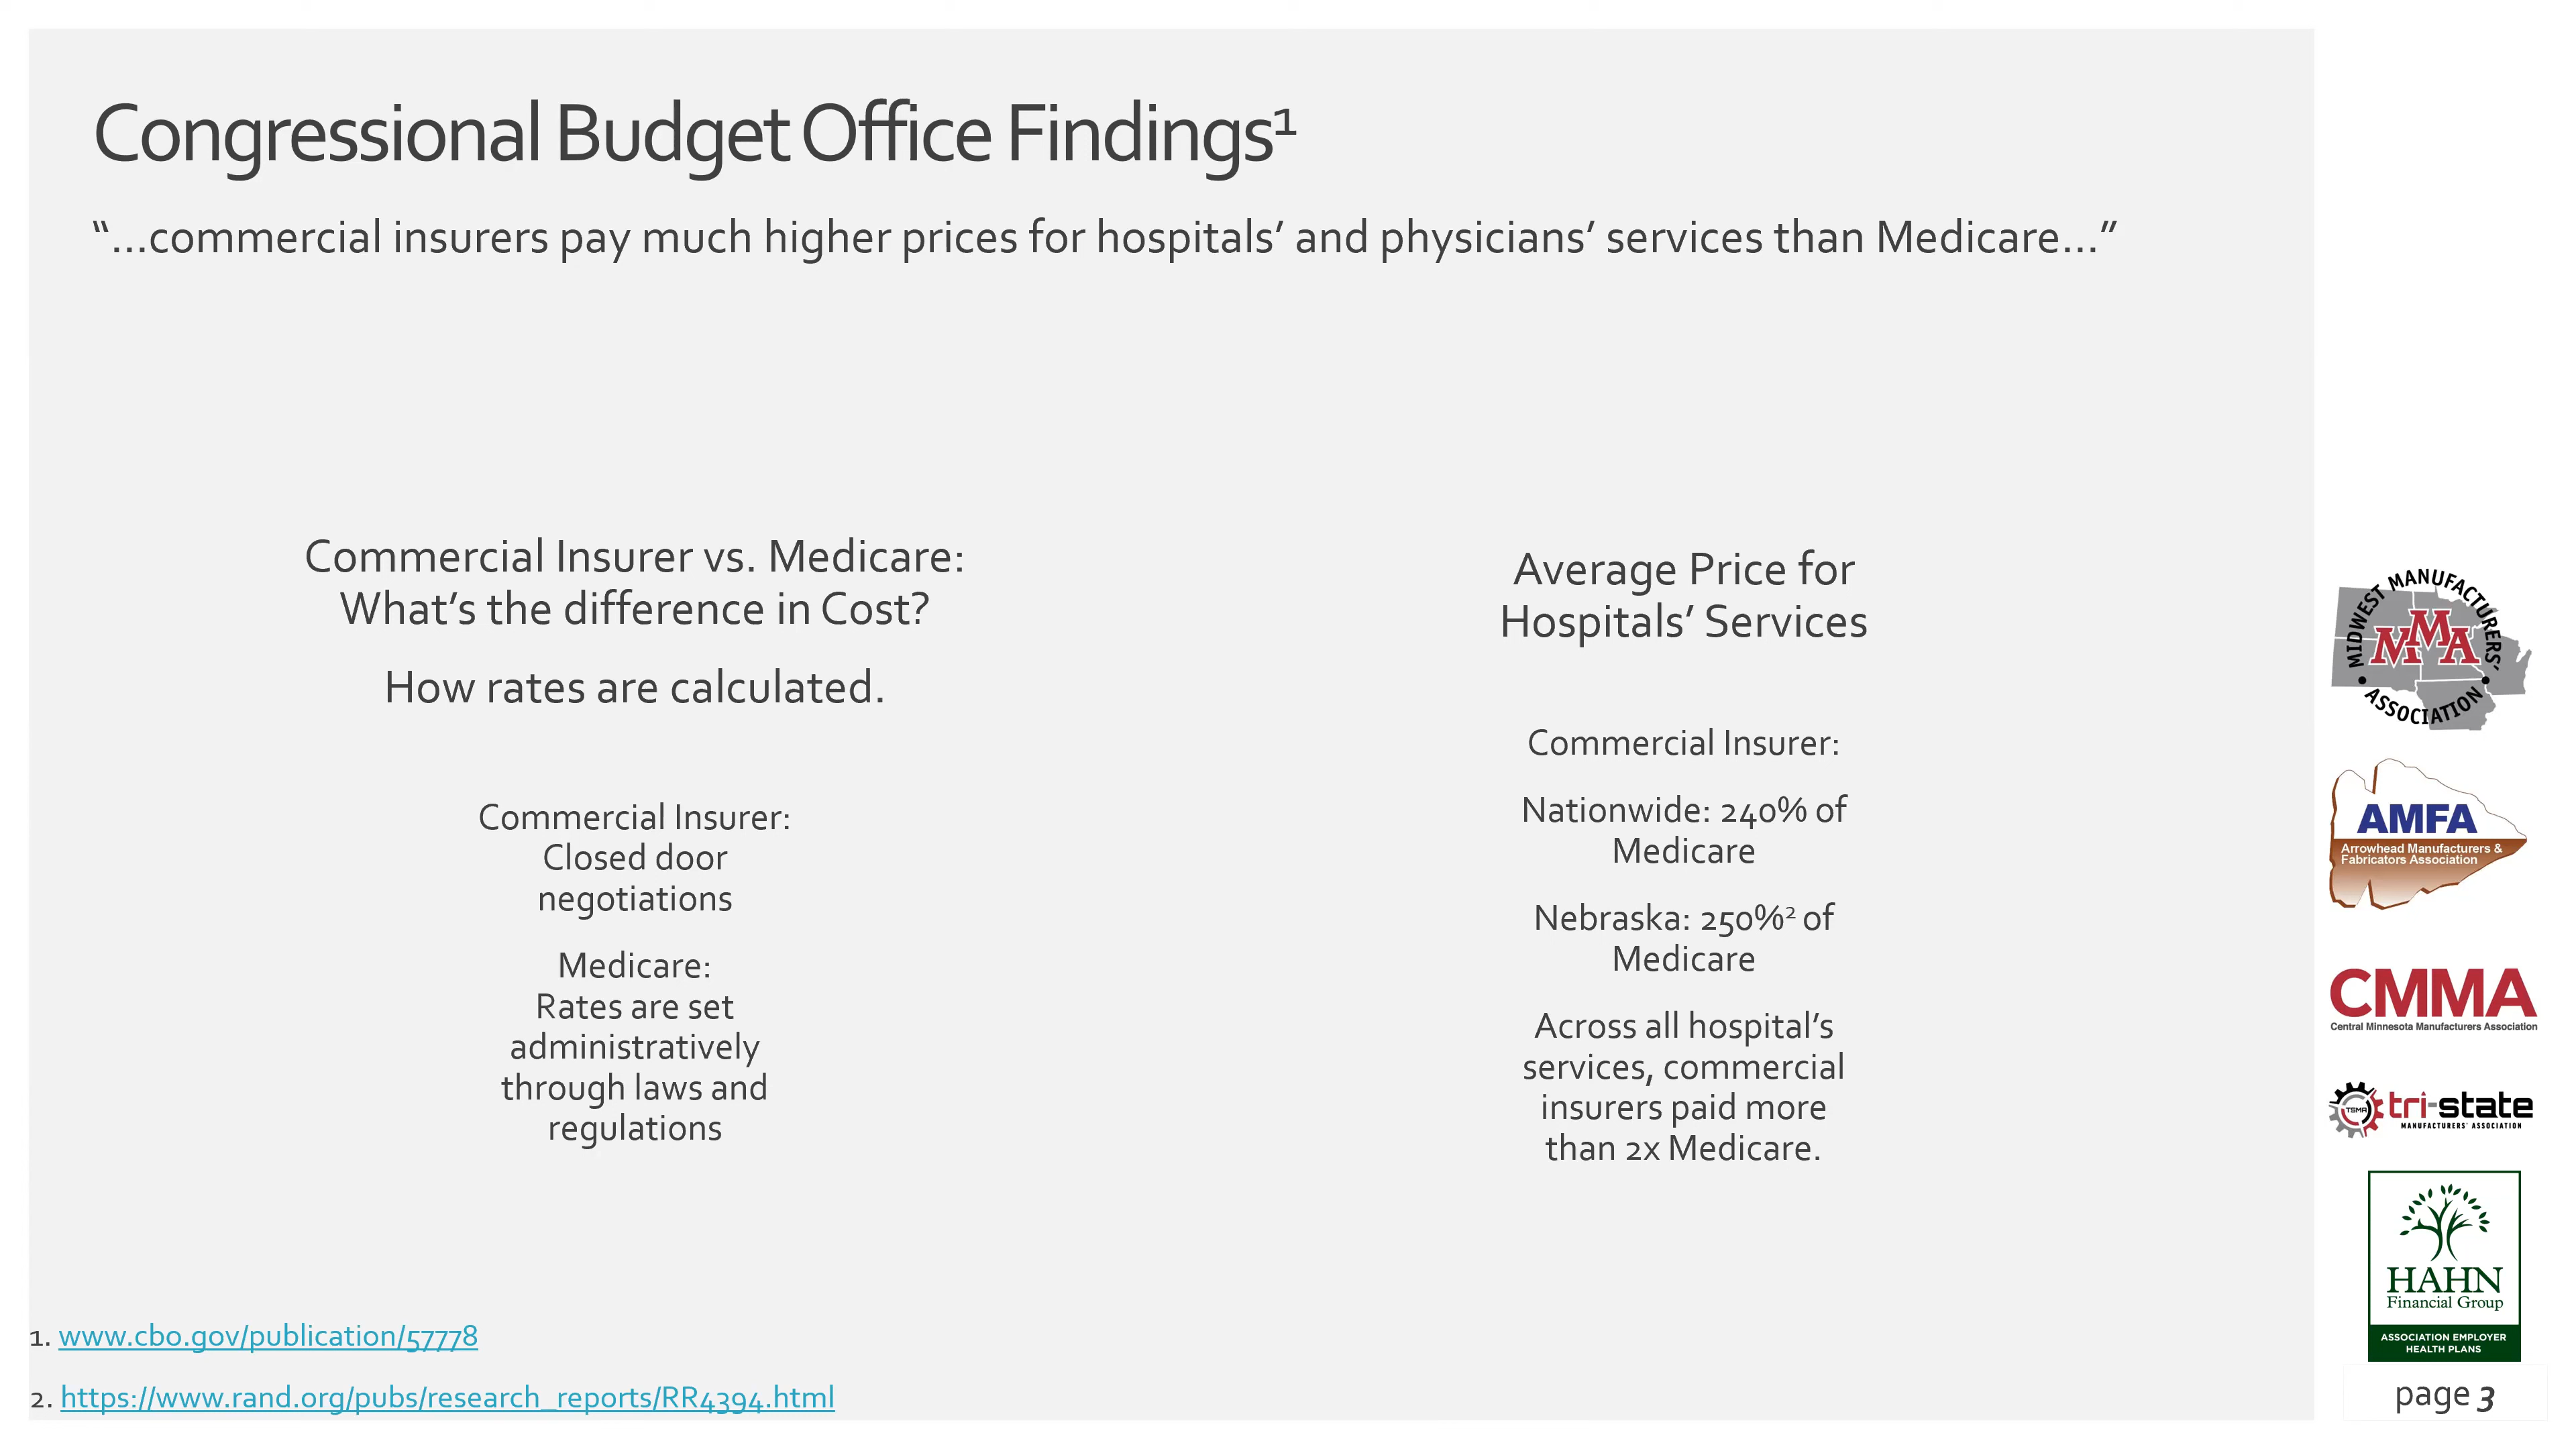 Congressional Budget Office Findings¹
“…commercial insurers pay much higher prices for hospitals’ and physicians’ services than Medicare…”
Commercial Insurer vs. Medicare:
What’s the difference in Cost?
How rates are calculated.
Commercial Insurer:
Closed door
negotiations
Medicare:
Rates are set
administratively
through laws and
regulations
Average Price for
Hospitals’ Services
Commercial Insurer:
Nationwide: 240% of
Medicare
Nebraska: 250%² of
Medicare
Across all hospital’s
services, commercial
insurers paid more
than 2x Medicare.
1. www.cbo.gov/publication/57778
2. https://www.rand.org/pubs/research_reports/RR4394.html
MIDWEST MANUFACTURERS’
MMA
ASSOCIATION
AMFA
Arrowhead Manufacturers &
Fabricators Association
CMMA
Central Minnesota Manufacturers Association
TSMA
tri-state
MANUFACTURERS’ ASSOCIATION
HAHN
Financial Group
ASSOCIATION EMPLOYER
HEALTH PLANS
page 3